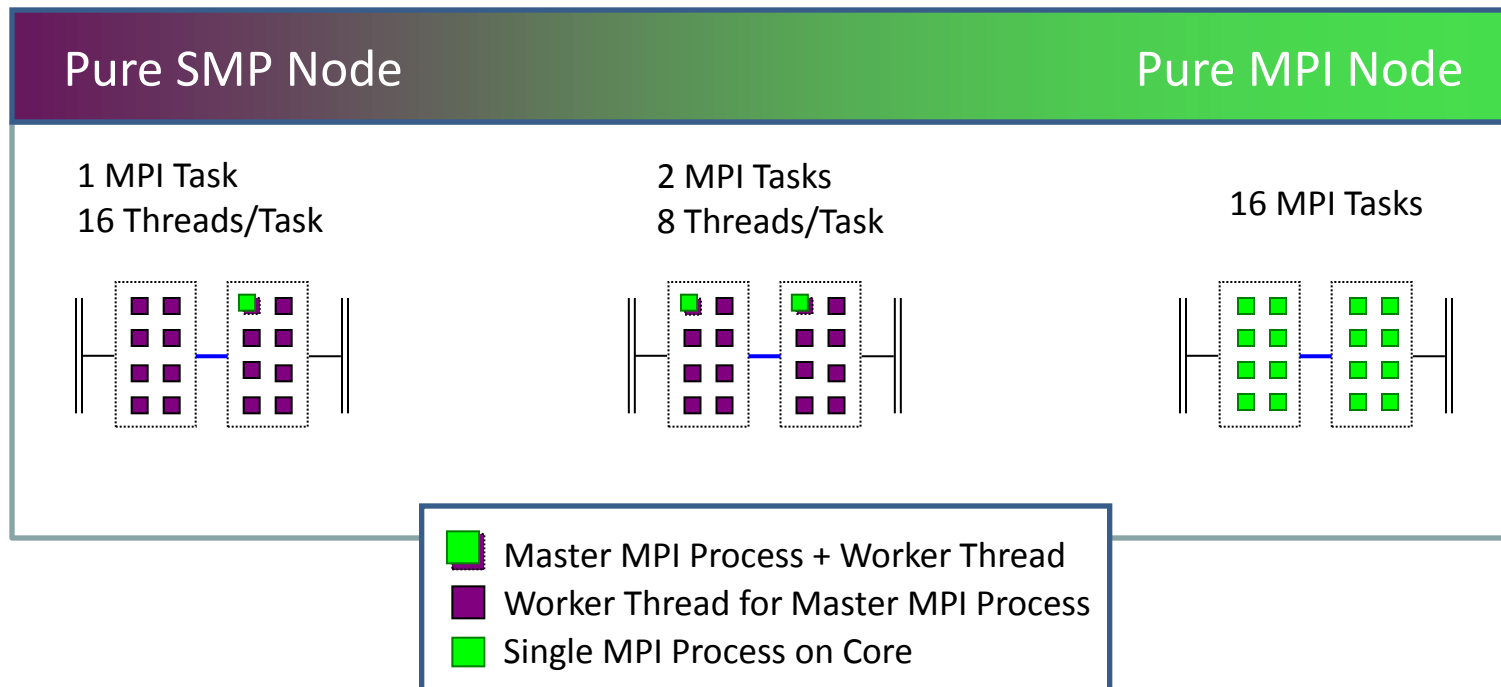 Pure SMP Node
Pure MPI Node
1 MPI Task
16 Threads/Task
2 MPI Tasks
8 Threads/Task
16 MPI Tasks
Master MPI Process + Worker Thread
Worker Thread for Master MPI Process
Single MPI Process on Core